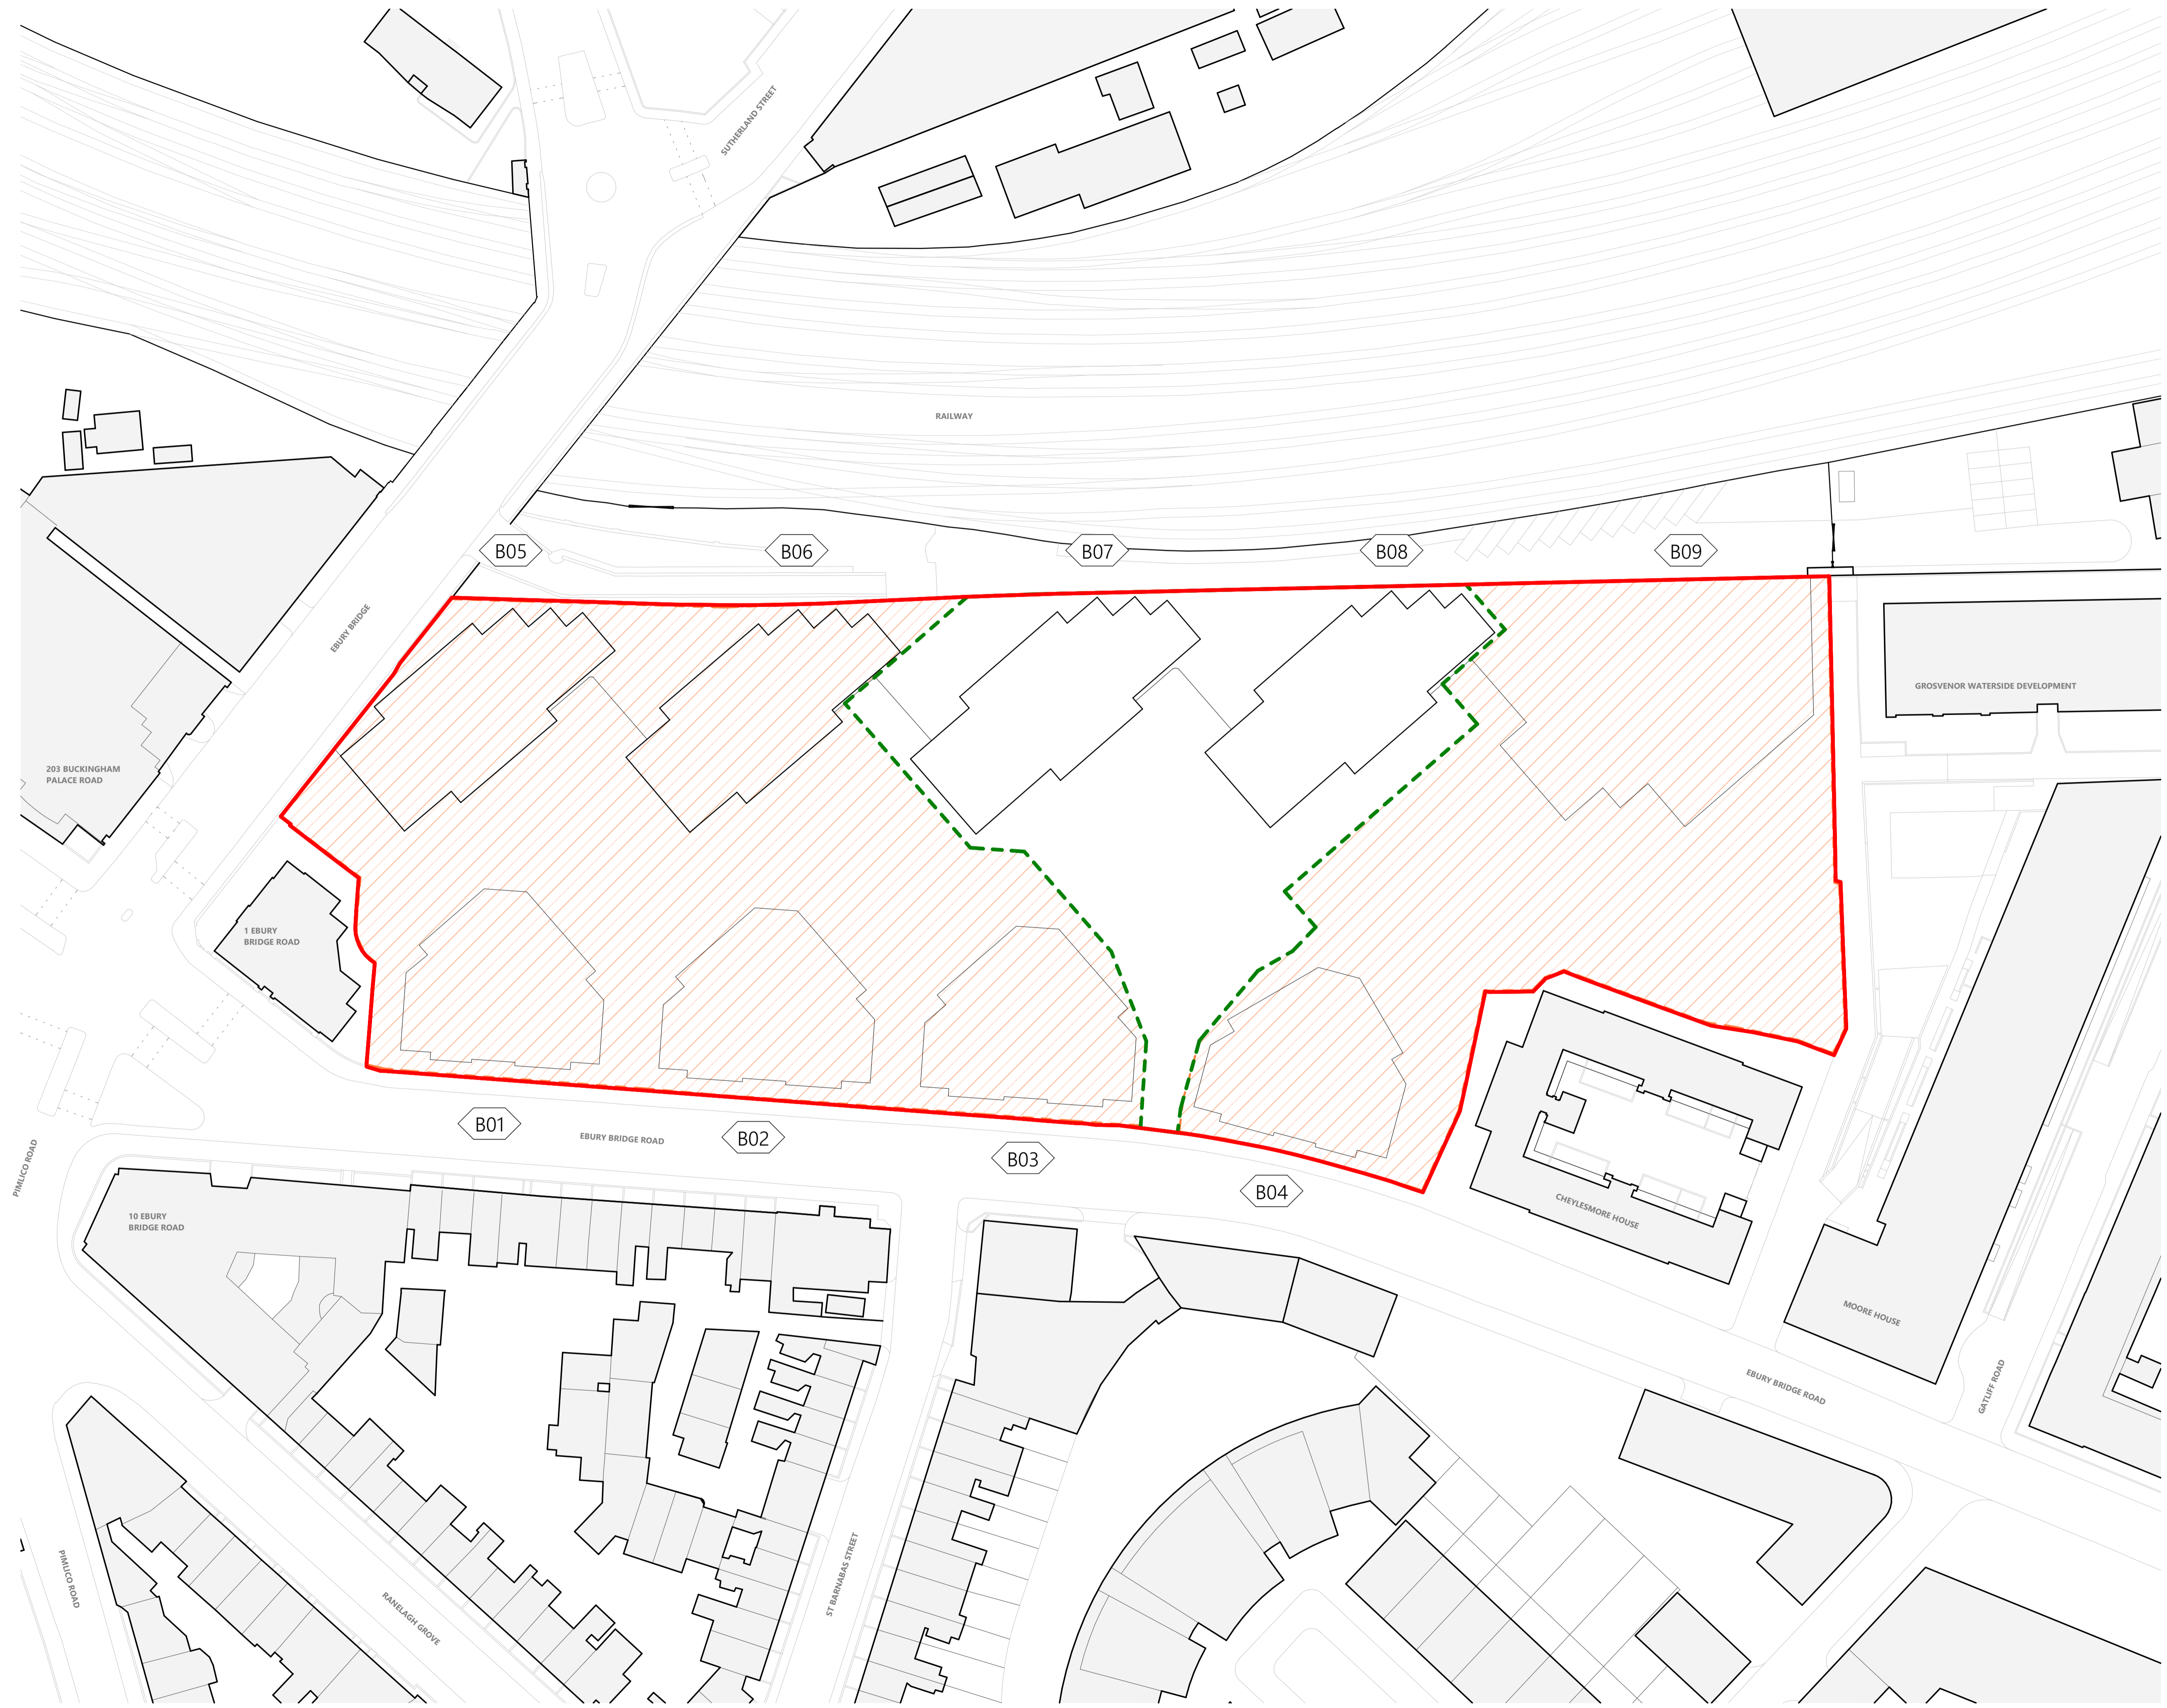 SUTHERLAND STREET
RAILWAY
B05
B06
B07
B08
B09
EBURY BRIDGE
GROSVENOR WATERSIDE DEVELOPMENT
203 BUCKINGHAM
PALACE ROAD
1 EBURY
BRIDGE ROAD
B01
EBURY BRIDGE ROAD
B02
B03
B04
PIMLICO ROAD
10 EBURY
BRIDGE ROAD
CHEYLESMORE HOUSE
MOORE HOUSE
EBURY BRIDGE ROAD
GATLIFF ROAD
PIMLICO ROAD
RANELAGH GROVE
ST BARNABAS STREET